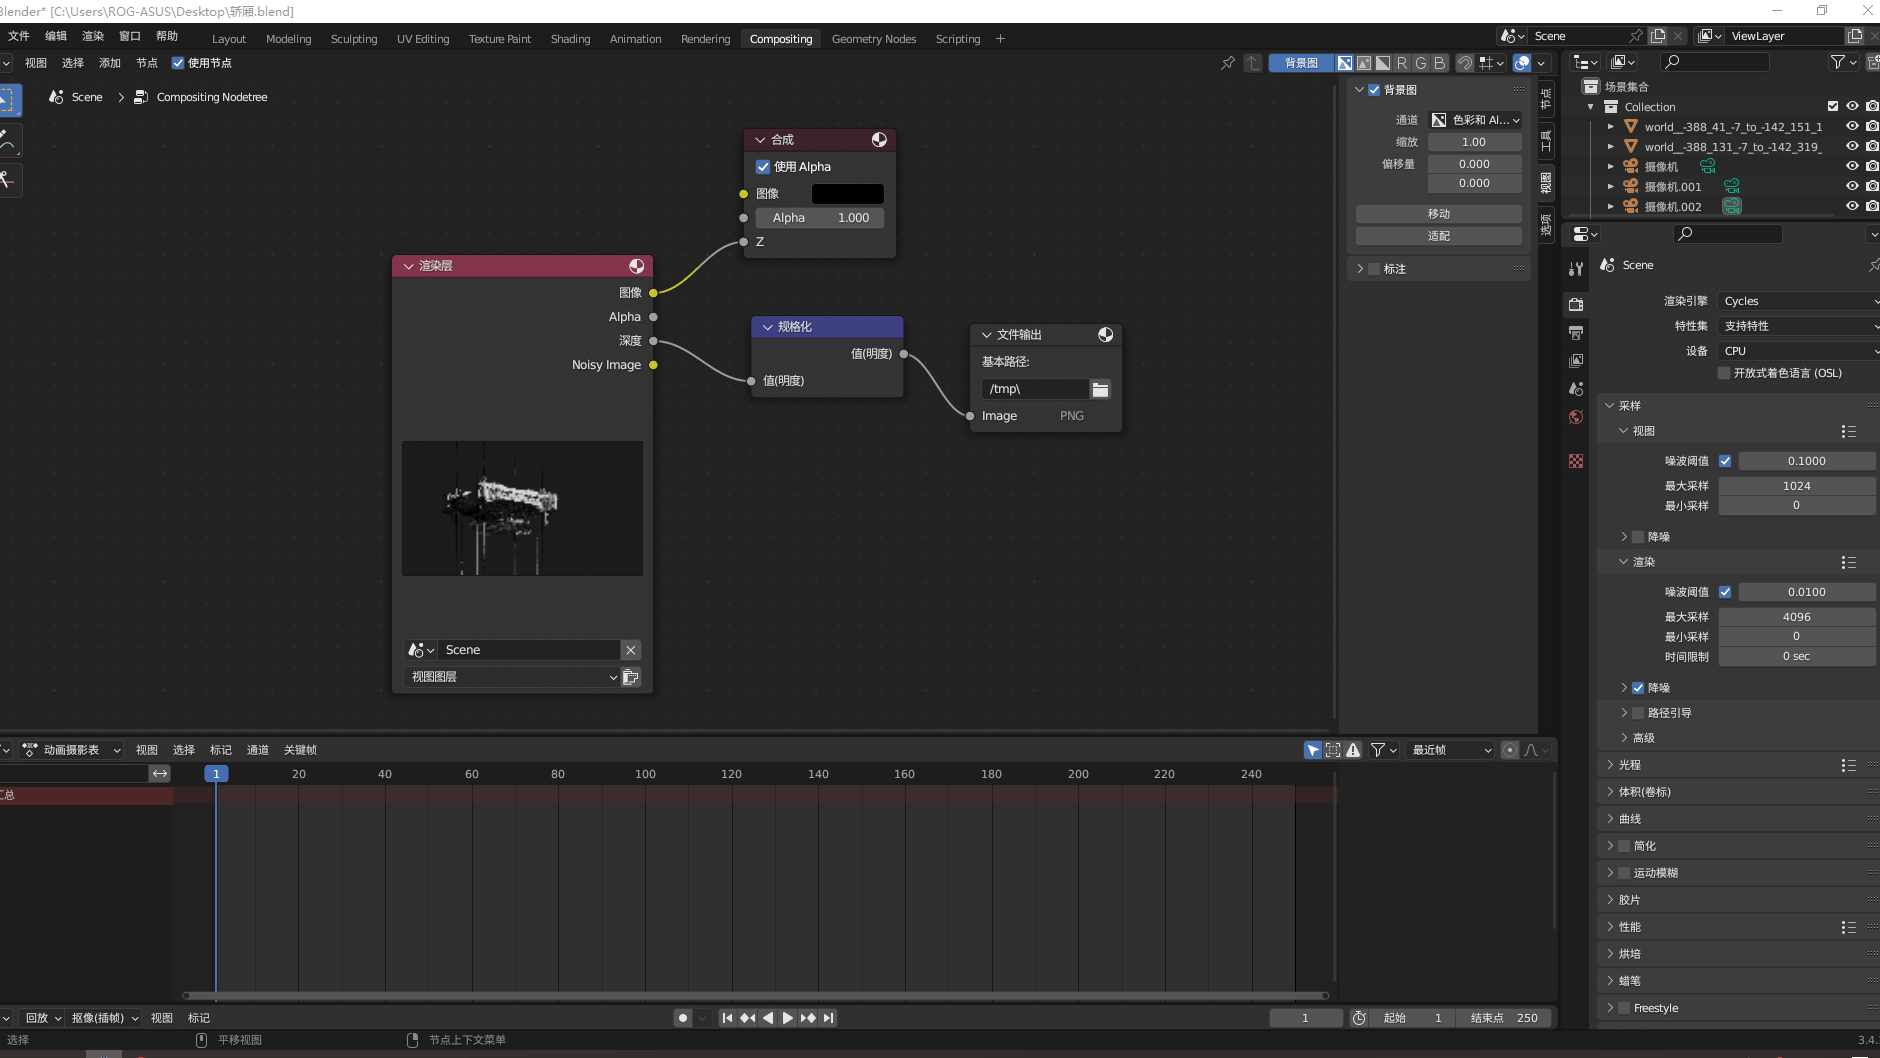 Blender* [C:\Users\ROG-ASUS\Desktop\轿厢.blend]
文件 编辑 渲染 窗口 帮助 Layout Modeling Sculpting UV Editing Texture Paint Shading Animation Rendering Compositing Geometry Nodes Scripting + Scene ViewLayer
视图 选择 添加 节点 使用节点 背景图 R G B
Scene > Compositing Nodetree
合成
使用 Alpha
图像
Alpha 1.000
Z
渲染层
图像
Alpha
深度
Noisy Image
Scene
视图图层
规格化
值(明度)
值(明度)
文件输出
基本路径:
/tmp\
Image PNG
背景图
通道 色彩和 Al...
缩放 1.00
偏移量 0.000
0.000
移动
适配
标注
节点
工具
视图
选项
场景集合
Collection
world__-388_41_-7_to_-142_151_1
world__-388_131_-7_to_-142_319_
摄像机
摄像机.001
摄像机.002
Scene
渲染引擎 Cycles
特性集 支持特性
设备 CPU
开放式着色语言 (OSL)
采样
视图
噪波阈值 0.1000
最大采样 1024
最小采样 0
降噪
渲染
噪波阈值 0.0100
最大采样 4096
最小采样 0
时间限制 0 sec
降噪
路径引导
高级
光程
体积(卷标)
曲线
简化
运动模糊
胶片
性能
烘培
蜡笔
Freestyle
动画摄影表 视图 选择 标记 通道 关键帧 最近帧
1 20 40 60 80 100 120 140 160 180 200 220 240
汇总
回放 抠像(插帧) 视图 标记 1 起始 1 结束点 250
选择 平移视图 节点上下文菜单 3.4.